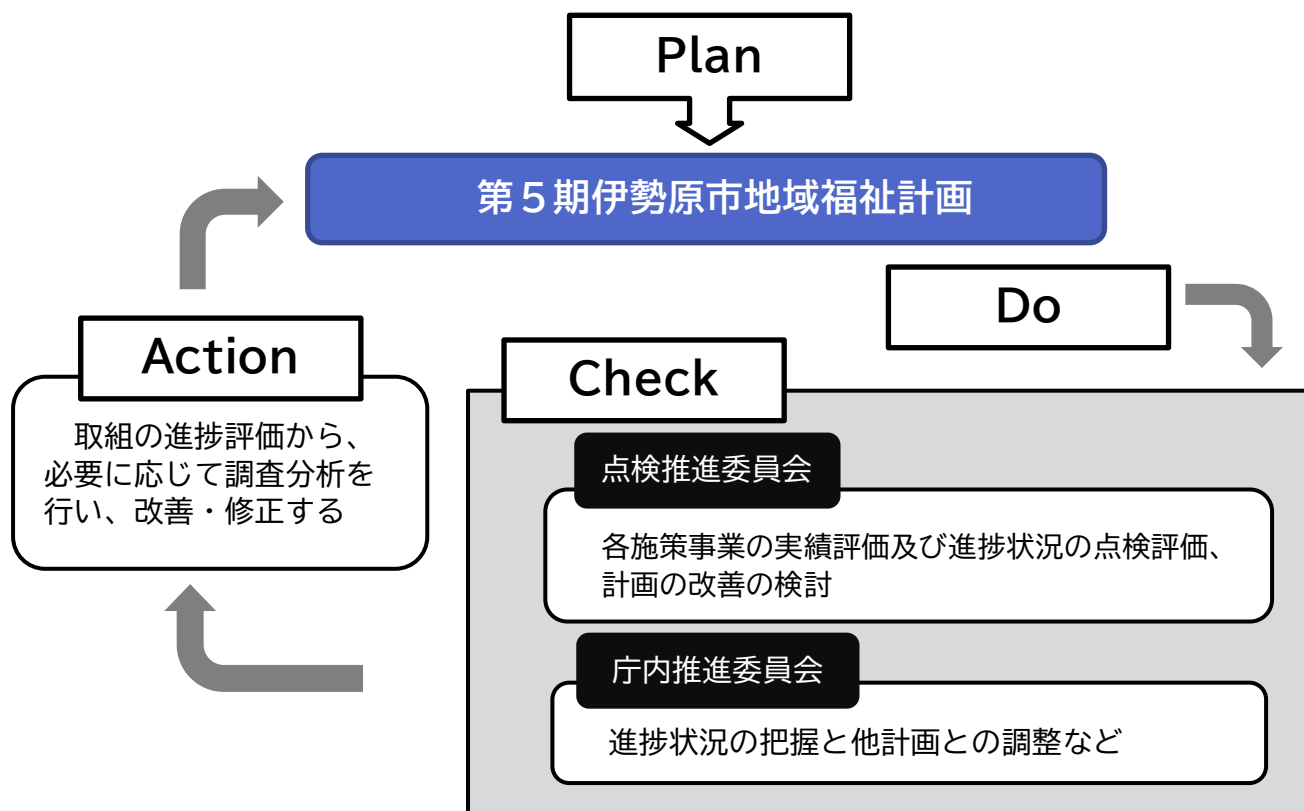 Plan
第５期伊勢原市地域福祉計画
Do
Check
点検推進委員会
各施策事業の実績評価及び進捗状況の点検評価、
計画の改善の検討
庁内推進委員会
進捗状況の把握と他計画との調整など
Action
取組の進捗評価から、
必要に応じて調査分析を
行い、改善・修正する